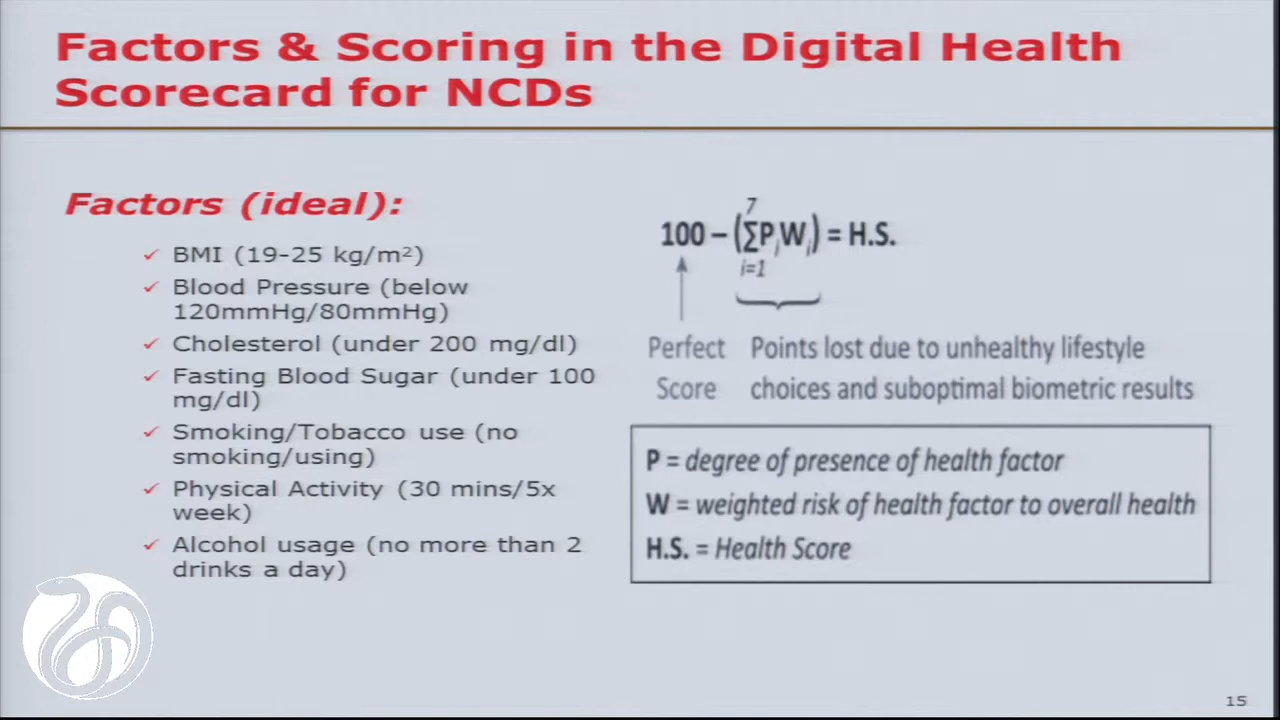 Factors & Scoring in the Digital Health
Scorecard for NCDs
Factors (ideal):
✓ BMI (19-25 kg/m²)
✓ Blood Pressure (below
120mmHg/80mmHg)
✓ Cholesterol (under 200 mg/dl)
✓ Fasting Blood Sugar (under 100
mg/dl)
✓ Smoking/Tobacco use (no
smoking/using)
✓ Physical Activity (30 mins/5x
week)
✓ Alcohol usage (no more than 2
drinks a day)
7
100 – (∑PᵢWᵢ) = H.S.
i=1
Perfect
Score
Points lost due to unhealthy lifestyle
choices and suboptimal biometric results
P = degree of presence of health factor
W = weighted risk of health factor to overall health
H.S. = Health Score
15